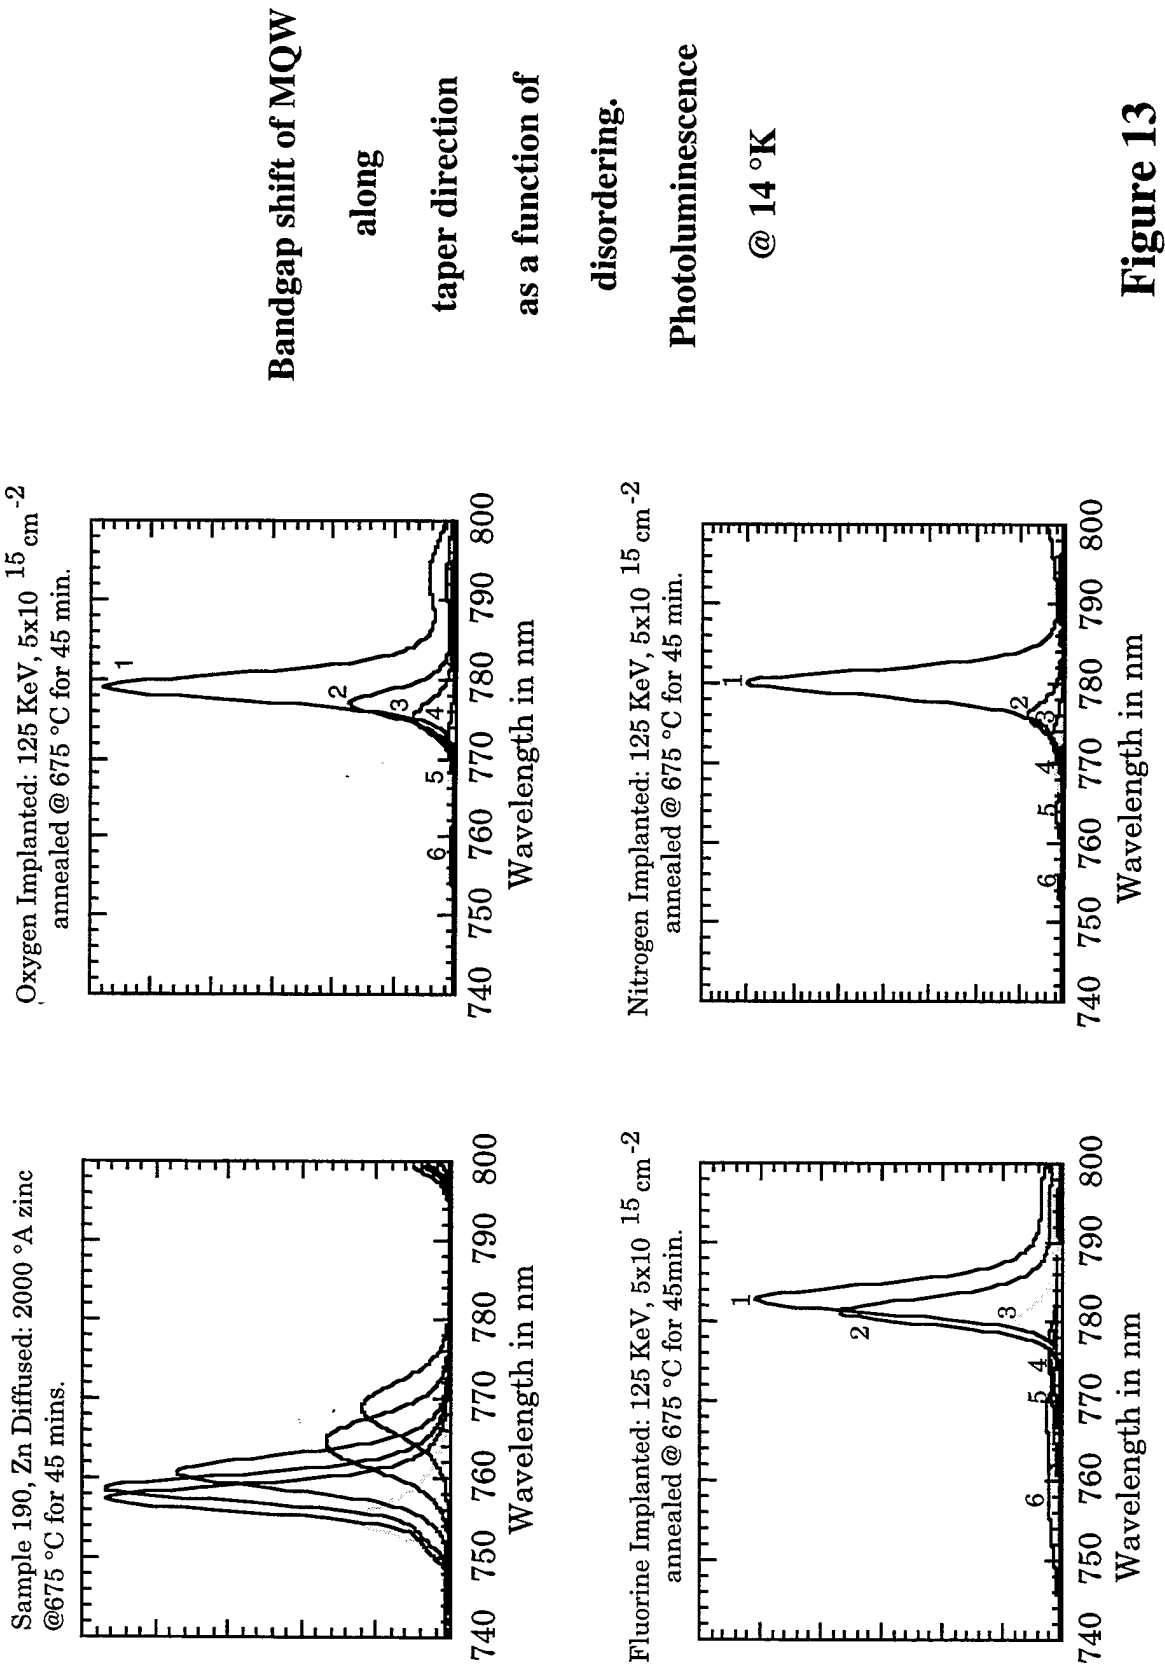 Sample 190, Zn Diffused: 2000 °A zinc
@675 °C for 45 mins.
740 750 760 770 780 790 800
Wavelength in nm
Oxygen Implanted: 125 KeV, 5x10 15 cm-2
annealed @ 675 °C for 45 min.
1
2
3
4
5
6
740 750 760 770 780 790 800
Wavelength in nm
Fluorine Implanted: 125 KeV, 5x10 15 cm-2
annealed @ 675 °C for 45min.
1
2
3
4
5
6
740 750 760 770 780 790 800
Wavelength in nm
Nitrogen Implanted: 125 KeV, 5x10 15 cm-2
annealed @ 675 °C for 45 min.
1
2
3
4
5
6
740 750 760 770 780 790 800
Wavelength in nm
Bandgap shift of MQW
along
taper direction
as a function of
disordering.
Photoluminescence
@ 14 °K
Figure 13